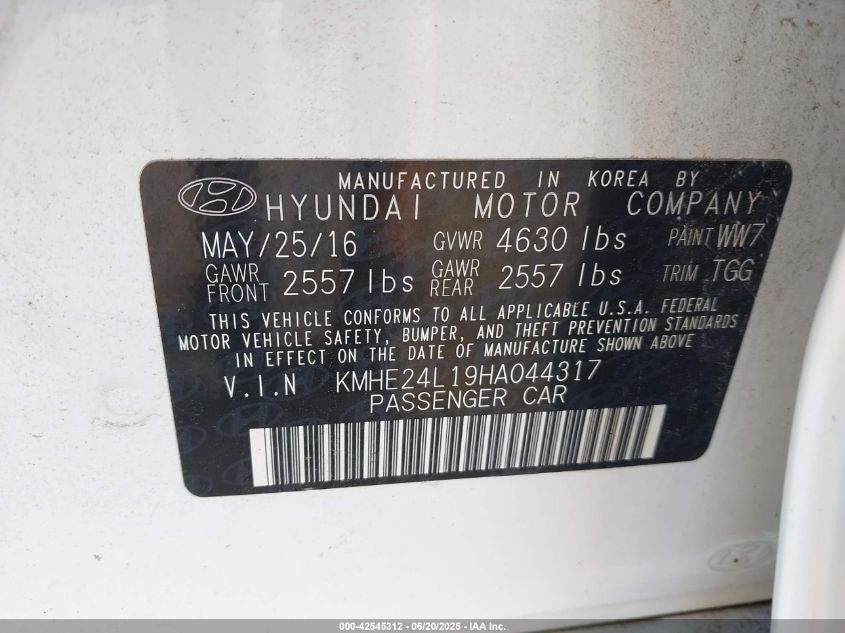 MANUFACTURED IN KOREA BY
HYUNDAI MOTOR COMPANY
MAY/25/16 GVWR 4630 lbs PAINT WW7
GAWR FRONT 2557 lbs GAWR REAR 2557 lbs TRIM TGG
THIS VEHICLE CONFORMS TO ALL APPLICABLE U.S.A. FEDERAL
MOTOR VEHICLE SAFETY, BUMPER, AND THEFT PREVENTION STANDARDS
IN EFFECT ON THE DATE OF MANUFACTURE SHOWN ABOVE
V.I.N KMHE24L19HA044317
PASSENGER CAR
000-42545312 / 06/20/2025 - IAA Inc.